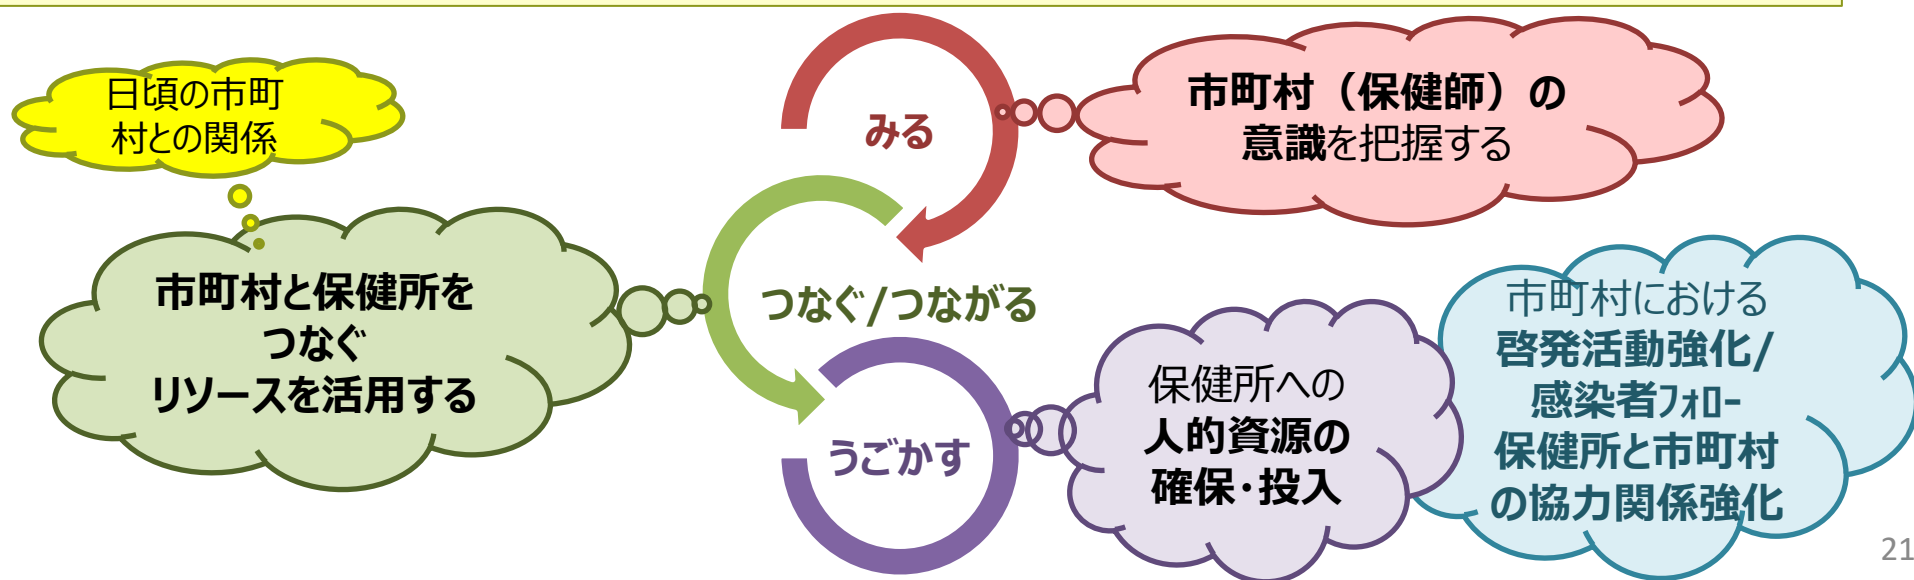 日頃の市町
村との関係
みる
市町村（保健師）の
意識を把握する
市町村と保健所を
つなぐ
リソースを活用する
つなぐ/つながる
うごかす
保健所への
人的資源の
確保･投入
市町村における
啓発活動強化/
感染者ﾌｫﾛｰ
保健所と市町村
の協力関係強化
21